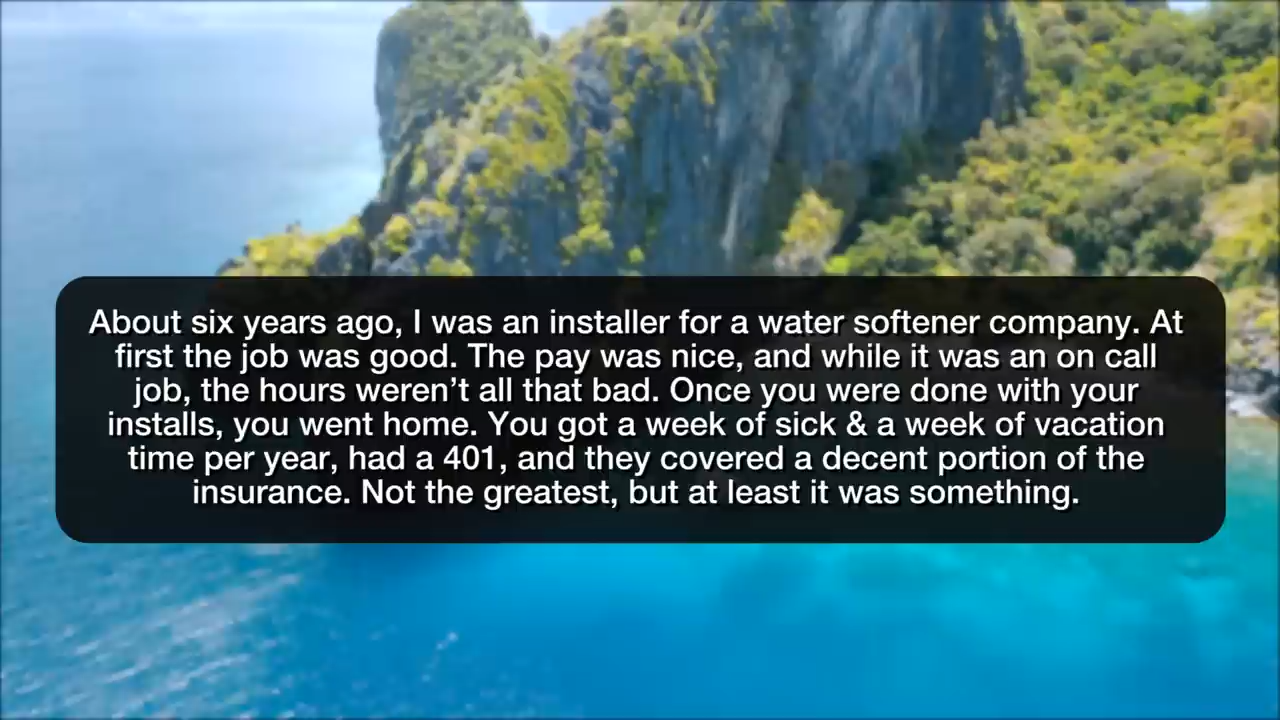 About six years ago, I was an installer for a water softener company. At
first the job was good. The pay was nice, and while it was an on call
job, the hours weren’t all that bad. Once you were done with your
installs, you went home. You got a week of sick & a week of vacation
time per year, had a 401, and they covered a decent portion of the
insurance. Not the greatest, but at least it was something.